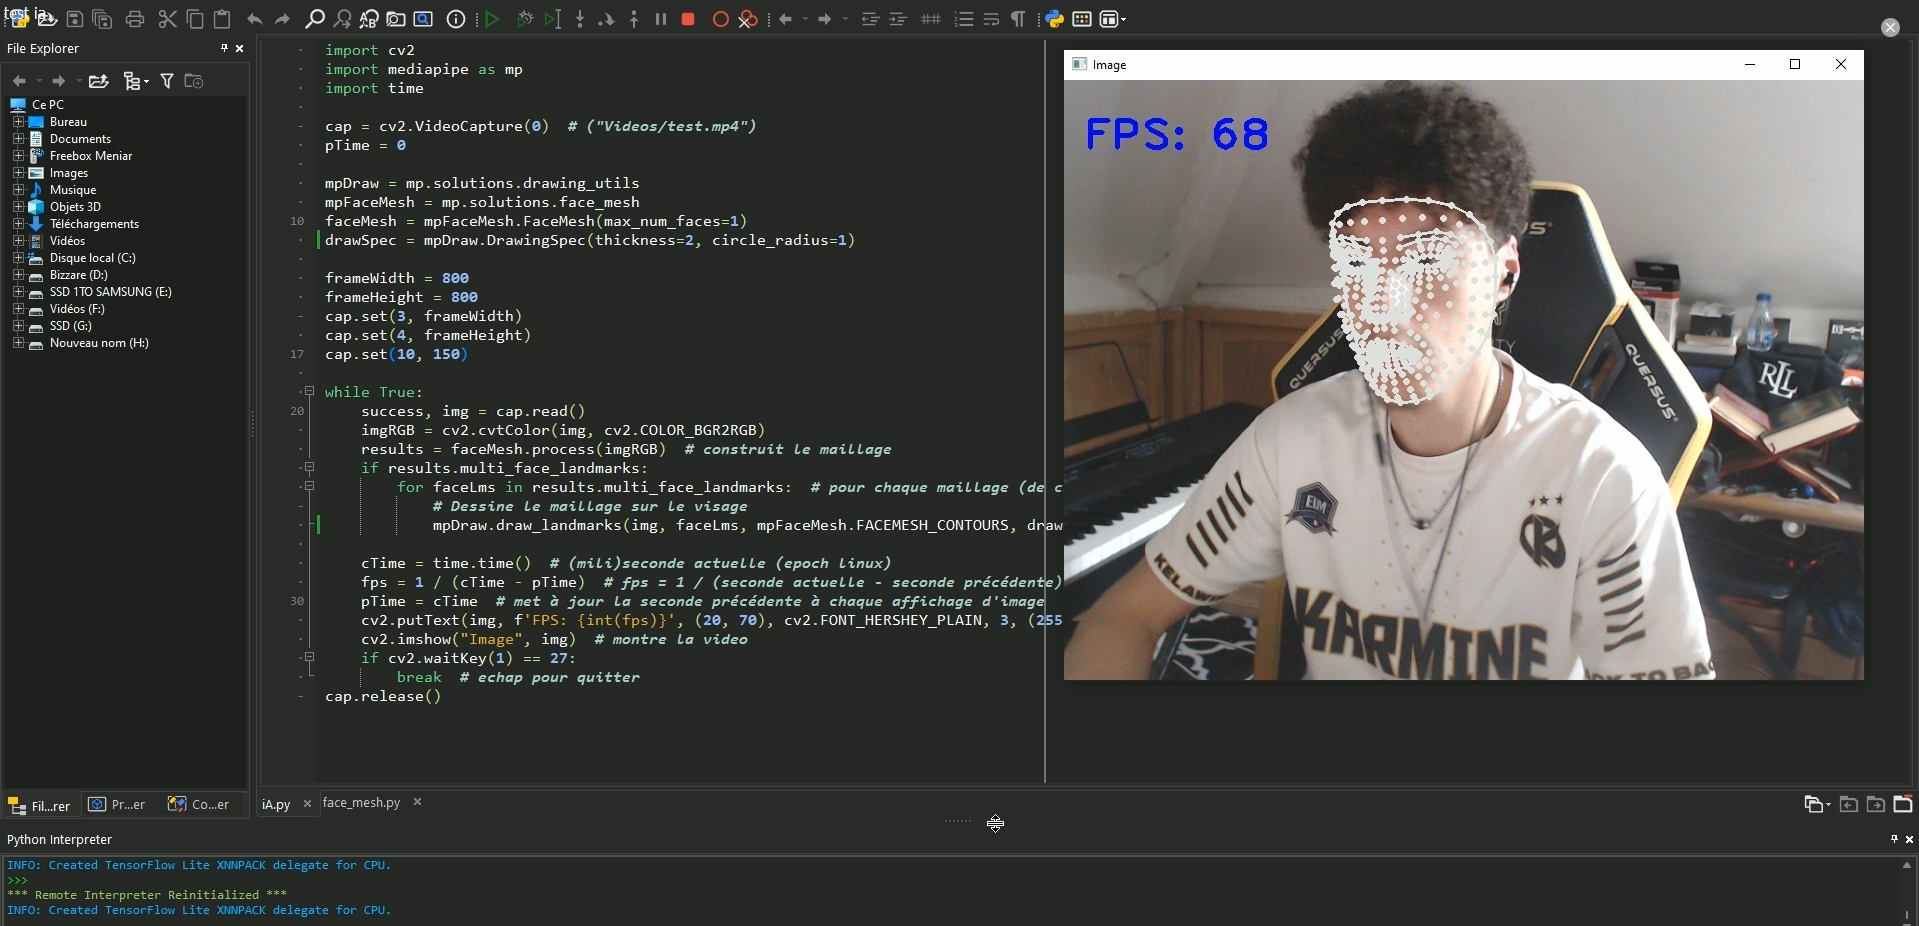 test ia
File Explorer
Ce PC
Bureau
Documents
Freebox Meniar
Images
Musique
Objets 3D
Téléchargements
Vidéos
Disque local (C:)
Bizzare (D:)
SSD 1TO SAMSUNG (E:)
Vidéos (F:)
SSD (G:)
Nouveau nom (H:)
Fil...rer
Pr...er
Co...er
import cv2
import mediapipe as mp
import time
cap = cv2.VideoCapture(0)  # ("Videos/test.mp4")
pTime = 0
mpDraw = mp.solutions.drawing_utils
mpFaceMesh = mp.solutions.face_mesh
10 faceMesh = mpFaceMesh.FaceMesh(max_num_faces=1)
drawSpec = mpDraw.DrawingSpec(thickness=2, circle_radius=1)
frameWidth = 800
frameHeight = 800
cap.set(3, frameWidth)
cap.set(4, frameHeight)
17 cap.set(10, 150)
while True:
20 success, img = cap.read()
imgRGB = cv2.cvtColor(img, cv2.COLOR_BGR2RGB)
results = faceMesh.process(imgRGB)  # construit le maillage
if results.multi_face_landmarks:
for faceLms in results.multi_face_landmarks:  # pour chaque maillage (de c
# Dessine le maillage sur le visage
mpDraw.draw_landmarks(img, faceLms, mpFaceMesh.FACEMESH_CONTOURS, draw
cTime = time.time()  # (mili)seconde actuelle (epoch linux)
fps = 1 / (cTime - pTime)  # fps = 1 / (seconde actuelle - seconde précédente)
30 pTime = cTime  # met à jour la seconde précédente à chaque affichage d'image
cv2.putText(img, f'FPS: {int(fps)}', (20, 70), cv2.FONT_HERSHEY_PLAIN, 3, (255
cv2.imshow("Image", img)  # montre la video
if cv2.waitKey(1) == 27:
break  # echap pour quitter
cap.release()
iA.py
face_mesh.py
Image
FPS: 68
QUERSUS
QUERSUS
RLL
ELM
KARMINE
Python Interpreter
INFO: Created TensorFlow Lite XNNPACK delegate for CPU.
>>>
*** Remote Interpreter Reinitialized ***
INFO: Created TensorFlow Lite XNNPACK delegate for CPU.